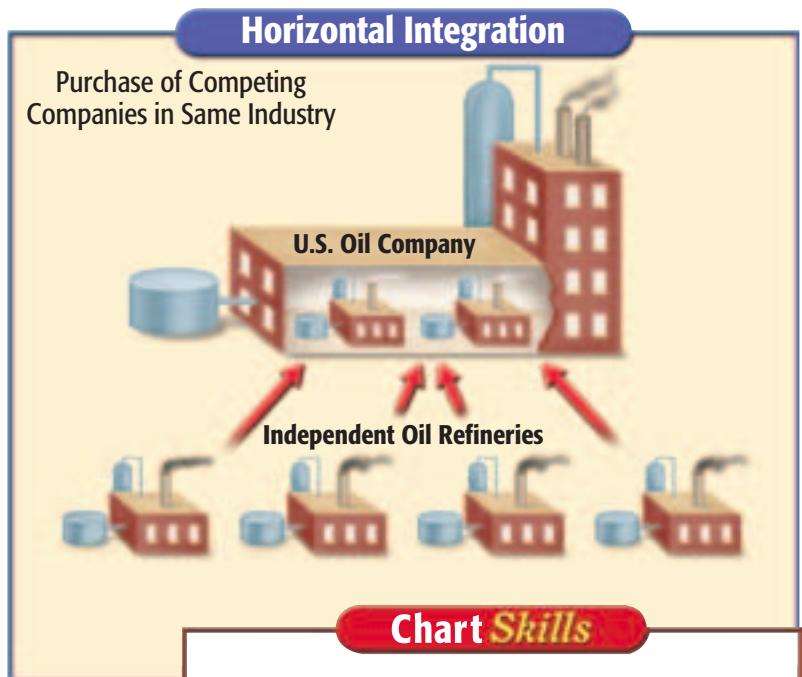 Horizontal Integration
Purchase of Competing
Companies in Same Industry
U.S. Oil Company
Independent Oil Refineries
Chart Skills